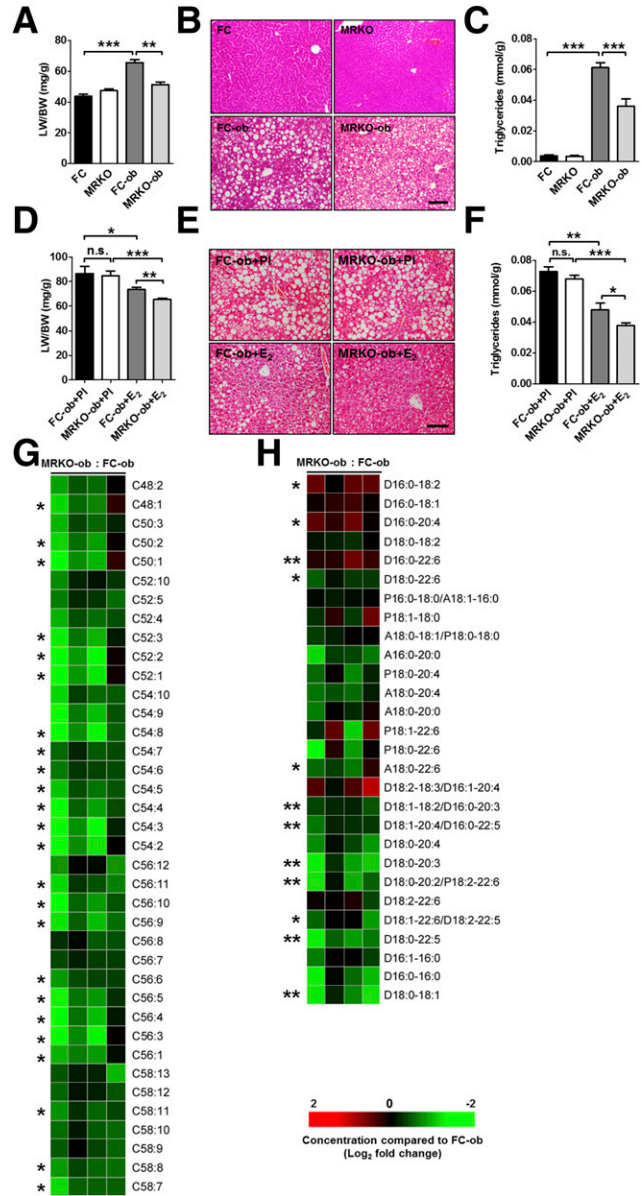 A
LW/BW (mg/g)
80
60
40
20
0
***
**
FC
MRKO
FC-ob
MRKO-ob
B
FC
MRKO
FC-ob
MRKO-ob
C
Triglycerides (mmol/g)
0.08
0.06
0.04
0.02
0.00
***
***
FC
MRKO
FC-ob
MRKO-ob
D
LW/BW (mg/g)
100
80
60
40
20
0
*
n.s.
***
**
FC-ob+Pl
MRKO-ob+Pl
FC-ob+E2
MRKO-ob+E2
E
FC-ob+Pl
MRKO-ob+Pl
FC-ob+E2
MRKO-ob+E2
F
Triglycerides (mmol/g)
0.08
0.06
0.04
0.02
0.00
**
n.s.
***
*
FC-ob+Pl
MRKO-ob+Pl
FC-ob+E2
MRKO-ob+E2
G
MRKO-ob : FC-ob
C48:2
* C48:1
C50:3
* C50:2
* C50:1
C52:10
C52:5
C52:4
* C52:3
* C52:2
* C52:1
C54:10
C54:9
* C54:8
* C54:7
* C54:6
* C54:5
* C54:4
* C54:3
* C54:2
C56:12
* C56:11
* C56:10
* C56:9
C56:8
C56:7
* C56:6
* C56:5
* C56:4
* C56:3
* C56:1
C58:13
C58:12
* C58:11
C58:10
C58:9
* C58:8
* C58:7
H
MRKO-ob : FC-ob
* D16:0-18:2
D16:0-18:1
* D16:0-20:4
D18:0-18:2
** D16:0-22:6
* D18:0-22:6
P16:0-18:0/A18:1-16:0
P18:1-18:0
A18:0-18:1/P18:0-18:0
A16:0-20:0
P18:0-20:4
A18:0-20:4
A18:0-20:0
P18:1-22:6
P18:0-22:6
* A18:0-22:6
D18:2-18:3/D16:1-20:4
** D18:1-18:2/D16:0-20:3
** D18:1-20:4/D16:0-22:5
D18:0-20:4
** D18:0-20:3
** D18:0-20:2/P18:2-22:6
D18:2-22:6
* D18:1-22:6/D18:2-22:5
** D18:0-22:5
D16:1-16:0
D16:0-16:0
** D18:0-18:1
2 0 -2
Concentration compared to FC-ob
(Log2 fold change)